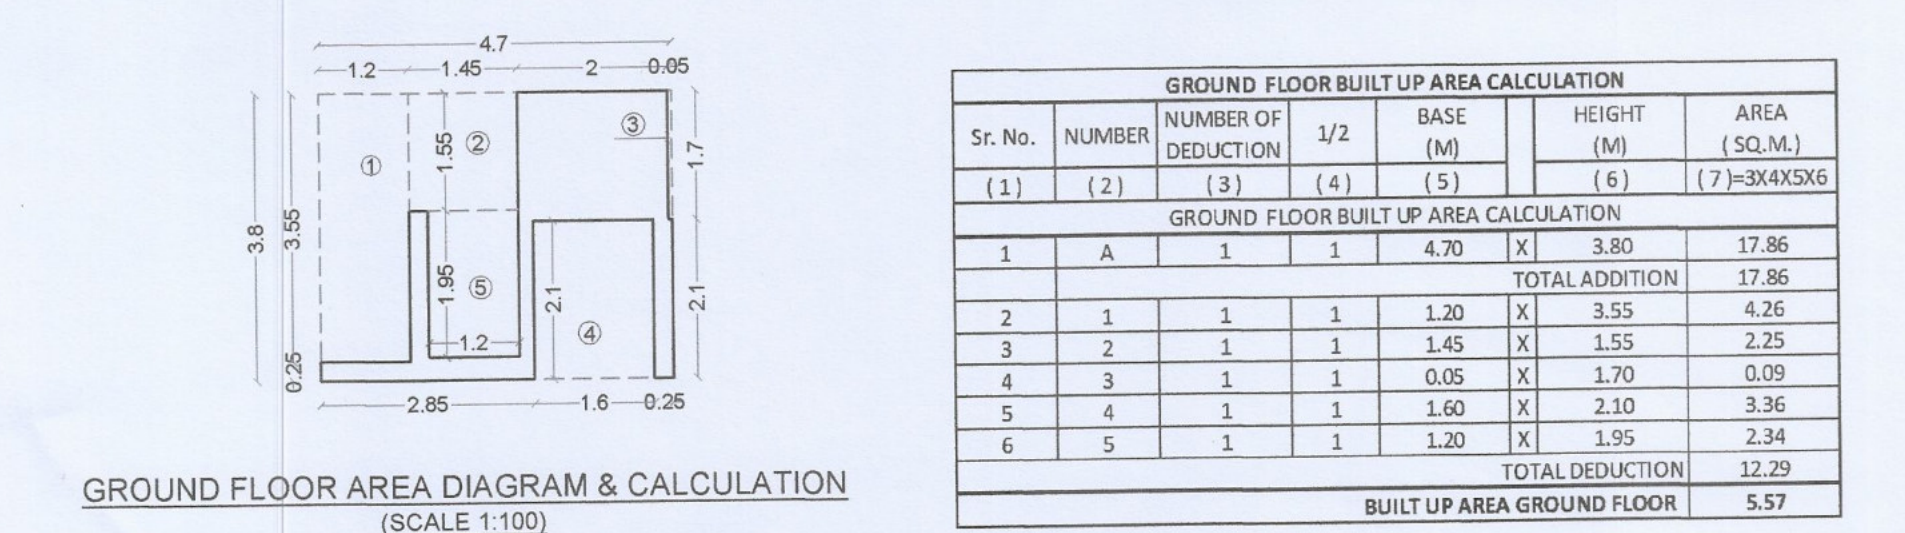 4.7
1.2 1.45 2 0.05
3.8
3.55
0.25
1
1.55
2
3
1.7
1.95
5
1.2
2.1
4
2.1
2.85 1.6 0.25
GROUND FLOOR AREA DIAGRAM & CALCULATION
(SCALE 1:100)
GROUND FLOOR BUILT UP AREA CALCULATION
Sr. No. NUMBER NUMBER OF DEDUCTION 1/2 BASE (M) HEIGHT (M) AREA (SQ.M.)
(1) (2) (3) (4) (5) (6) (7)=3X4X5X6
GROUND FLOOR BUILT UP AREA CALCULATION
1 A 1 1 4.70 X 3.80 17.86
TOTAL ADDITION 17.86
2 1 1 1 1.20 X 3.55 4.26
3 2 1 1 1.45 X 1.55 2.25
4 3 1 1 0.05 X 1.70 0.09
5 4 1 1 1.60 X 2.10 3.36
6 5 1 1 1.20 X 1.95 2.34
TOTAL DEDUCTION 12.29
BUILT UP AREA GROUND FLOOR 5.57